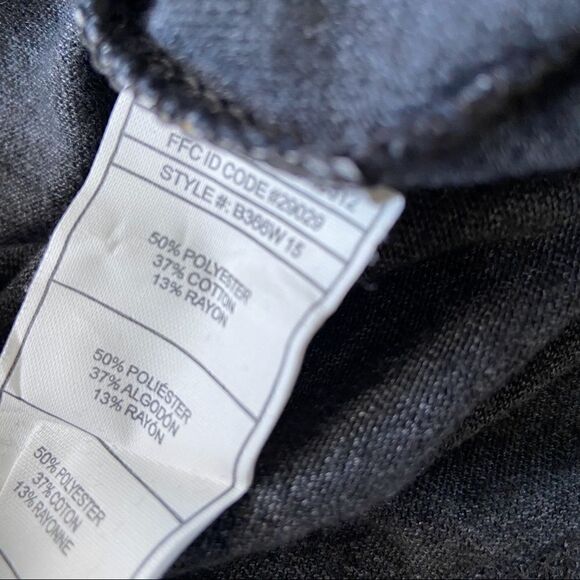 FFC ID CODE #29029
STYLE #: B366W 15
50% POLYESTER
37% COTTON
13% RAYON
50% POLIÉSTER
37% ALGODON
13% RAYON
50% POLYESTER
37% COTON
13% RAYONNE